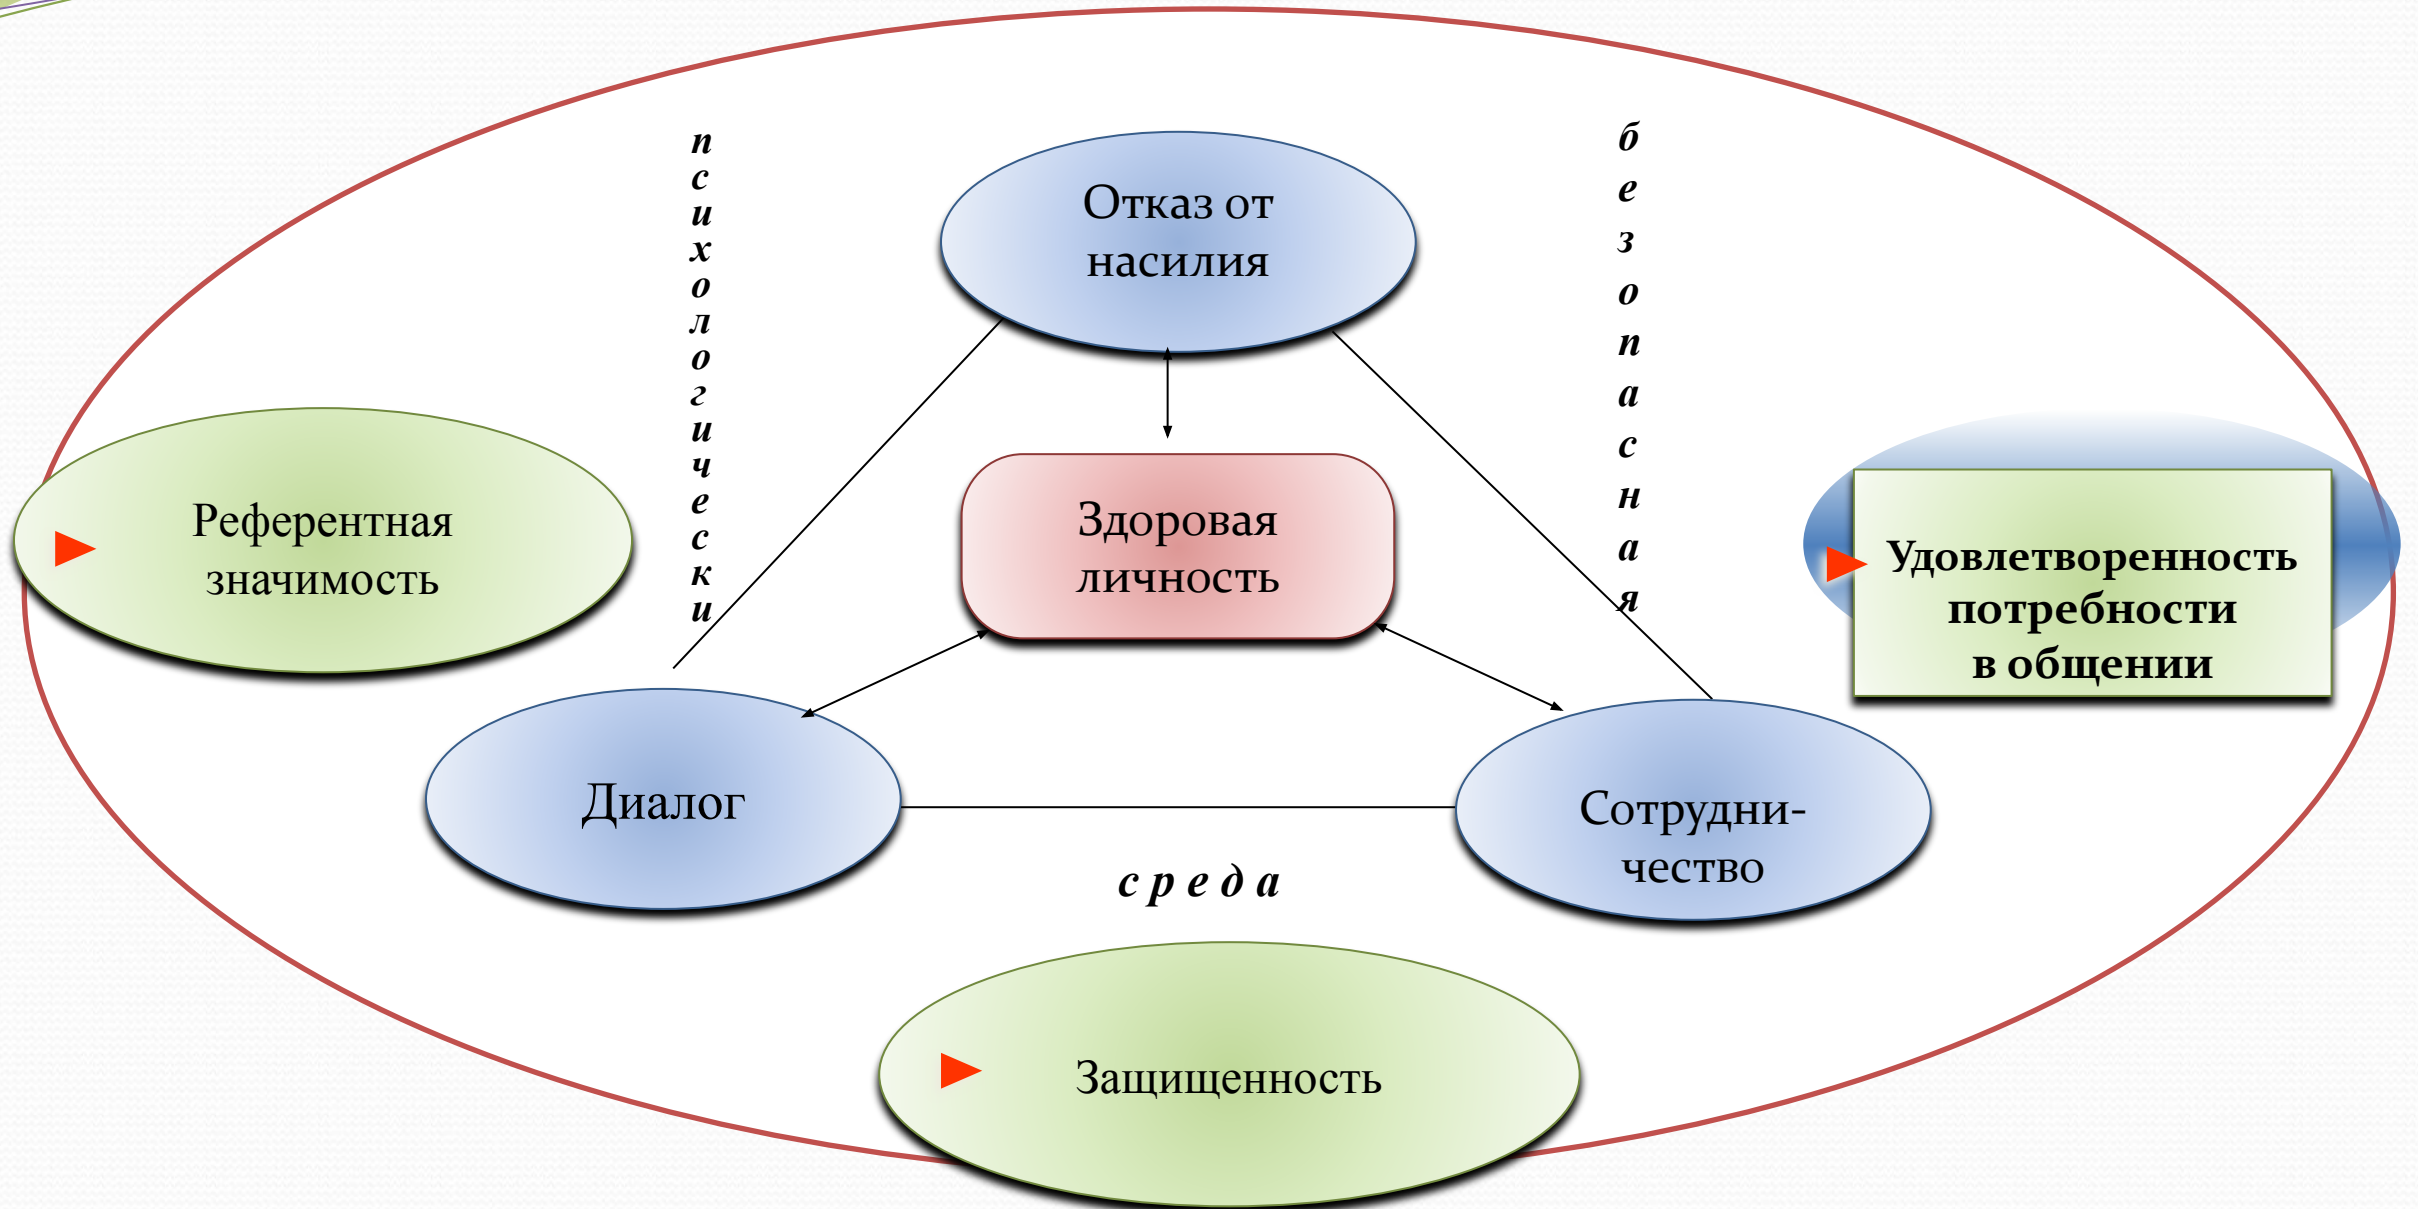 психологически
безопасная
Отказ от
насилия
Референтная
значимость
Здоровая
личность
Удовлетворенность
потребности
в общении
Диалог
Сотрудни-
чество
среда
Защищенность